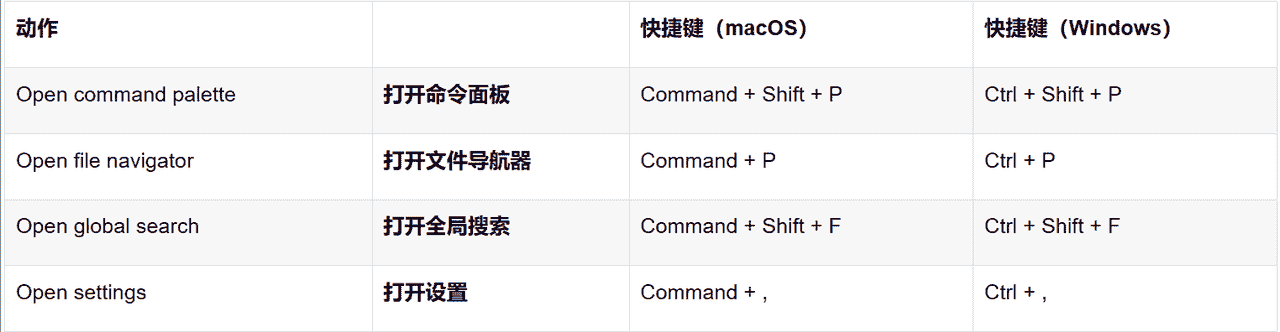 动作 快捷键（macOS） 快捷键（Windows）
Open command palette 打开命令面板 Command + Shift + P Ctrl + Shift + P
Open file navigator 打开文件导航器 Command + P Ctrl + P
Open global search 打开全局搜索 Command + Shift + F Ctrl + Shift + F
Open settings 打开设置 Command + , Ctrl + ,